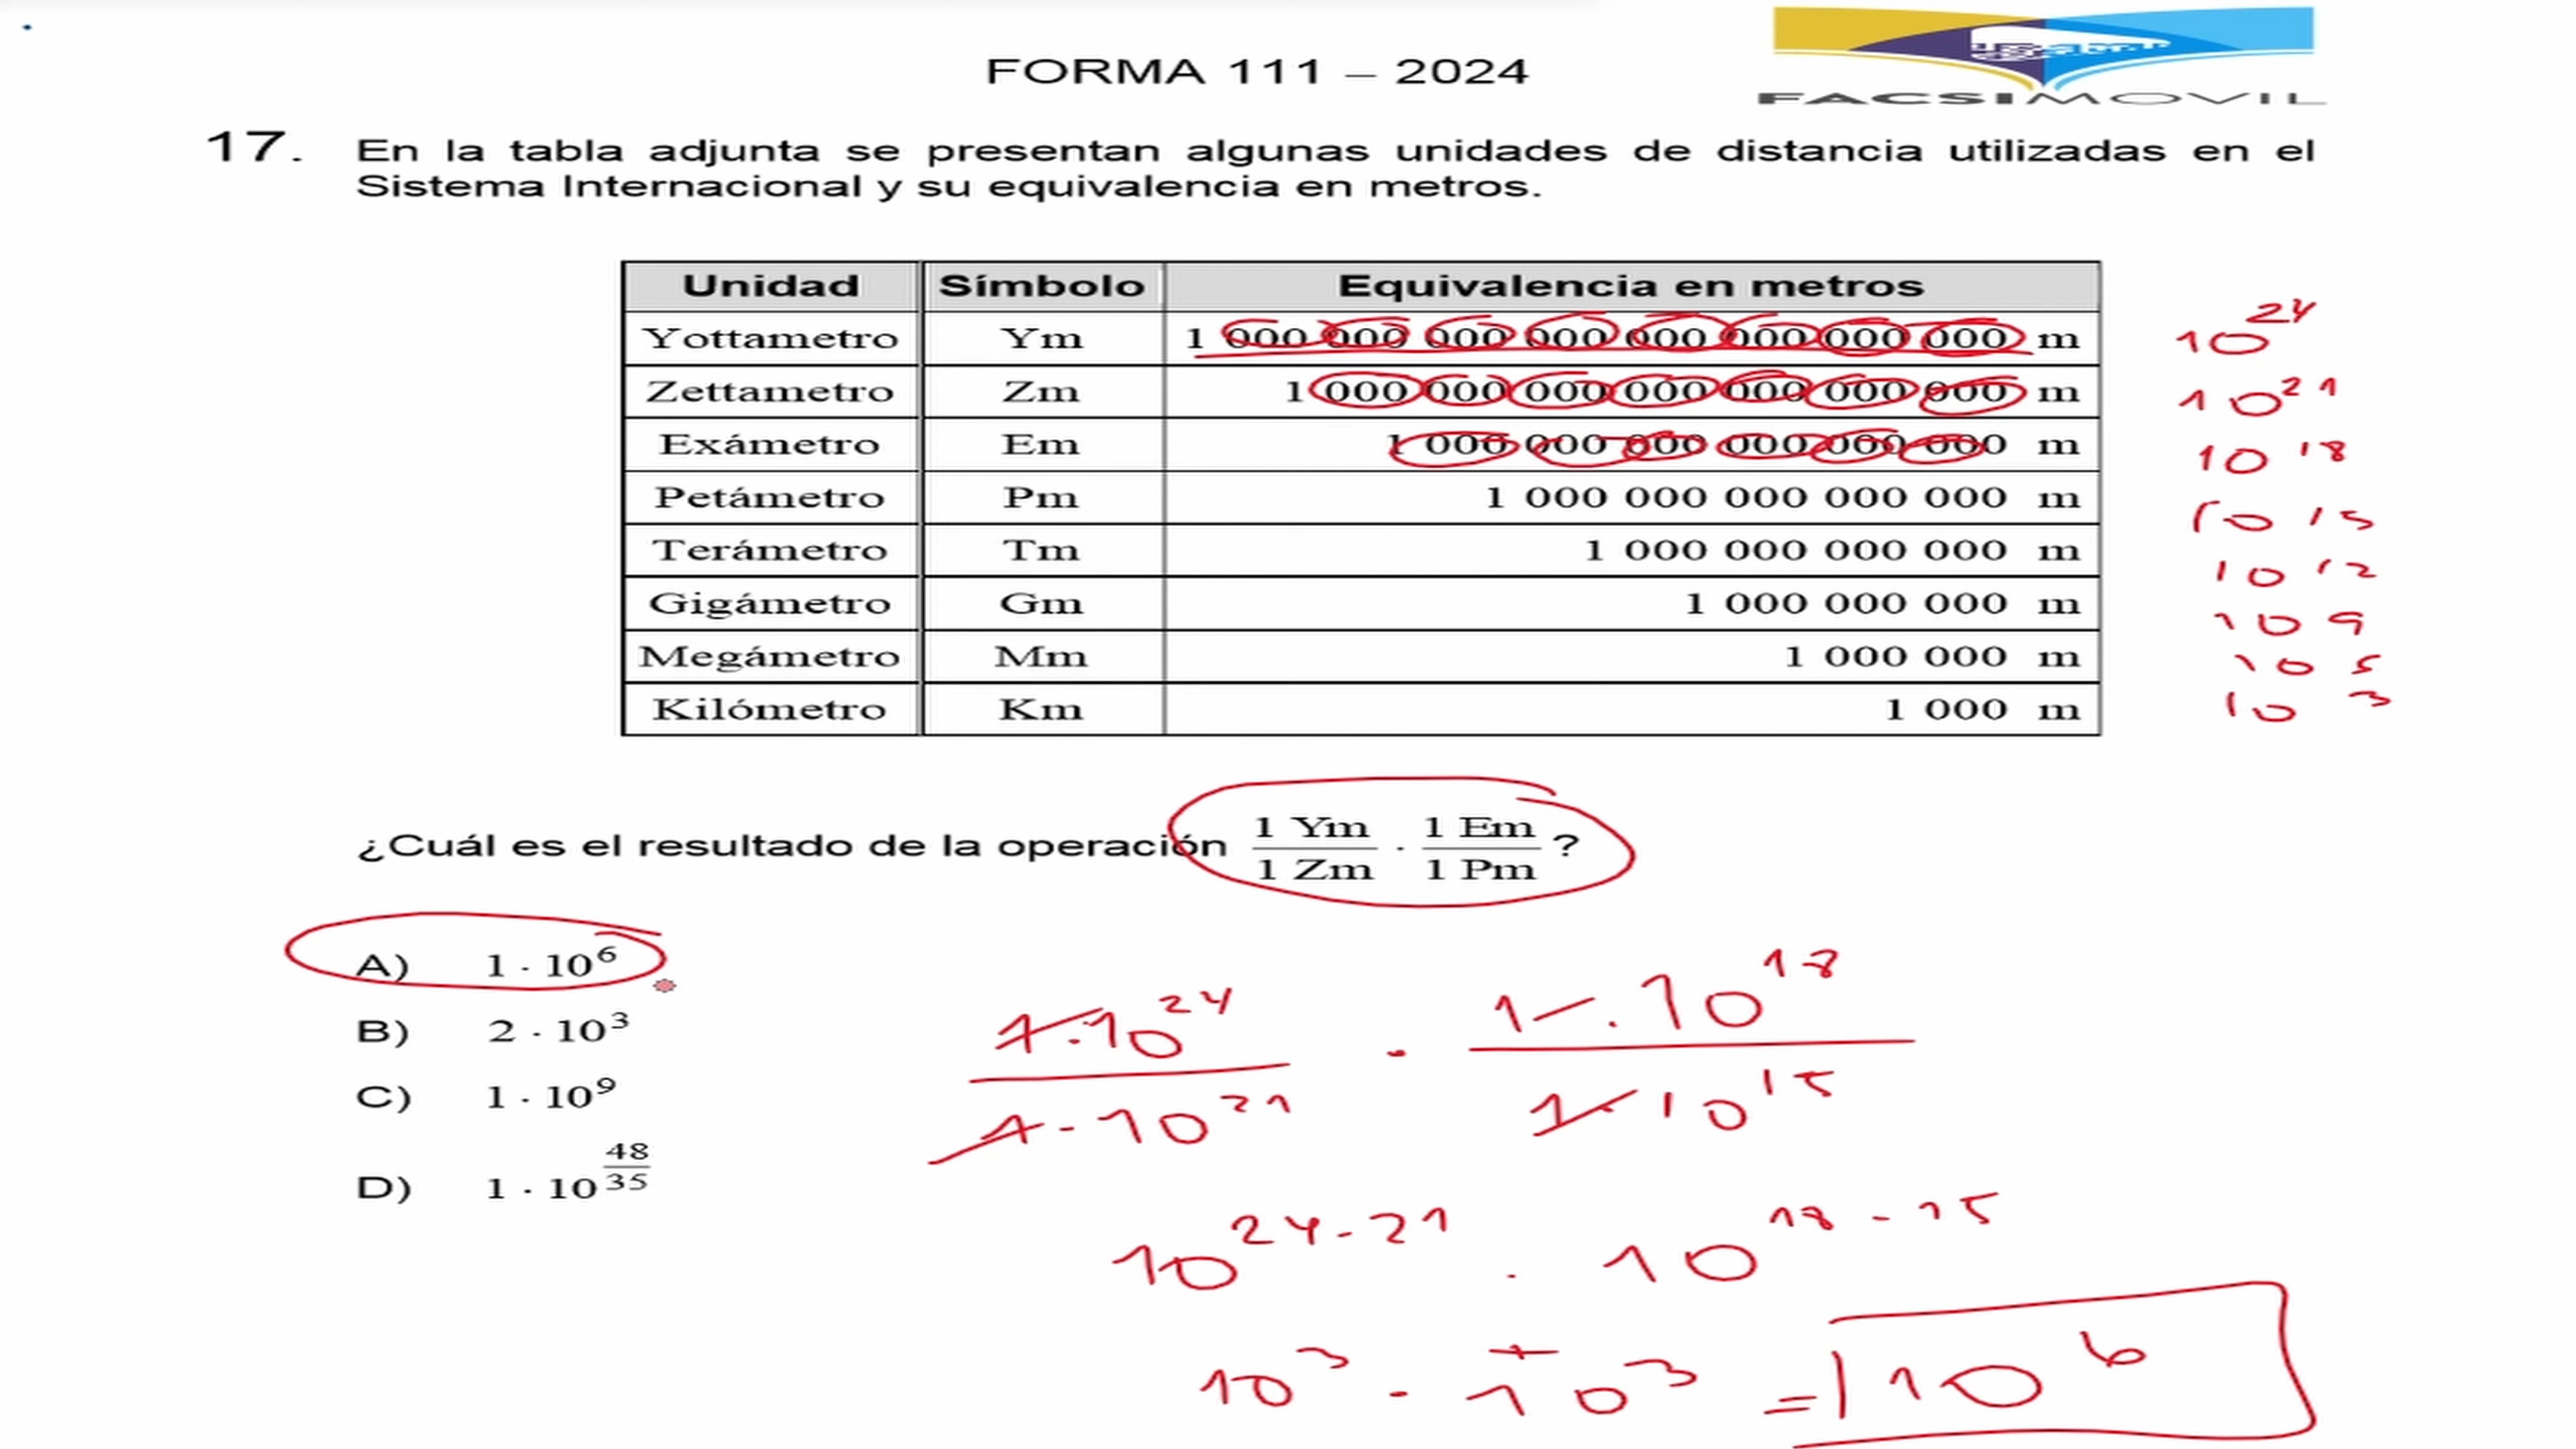 FORMA 111 – 2024
FACSIMOVIL
17. En la tabla adjunta se presentan algunas unidades de distancia utilizadas en el
Sistema Internacional y su equivalencia en metros.
Unidad Símbolo Equivalencia en metros
Yottametro Ym 1 000 000 000 000 000 000 000 000 m 10^24
Zettametro Zm 1 000 000 000 000 000 000 000 m 10^21
Exámetro Em 1 000 000 000 000 000 000 m 10^18
Petámetro Pm 1 000 000 000 000 000 m 10^15
Terámetro Tm 1 000 000 000 000 m 10^12
Gigámetro Gm 1 000 000 000 m 10^9
Megámetro Mm 1 000 000 m 10^5
Kilómetro Km 1 000 m 10^3
¿Cuál es el resultado de la operación 1 Ym/1 Zm · 1 Em/1 Pm ?
A) 1 · 10^6
B) 2 · 10^3
C) 1 · 10^9
D) 1 · 10^(48/35)
1·10^24 / 1·10^21 · 1·10^18 / 1·10^15
10^24-21 · 10^18-15
10^3 · 10^+3 = 10^6